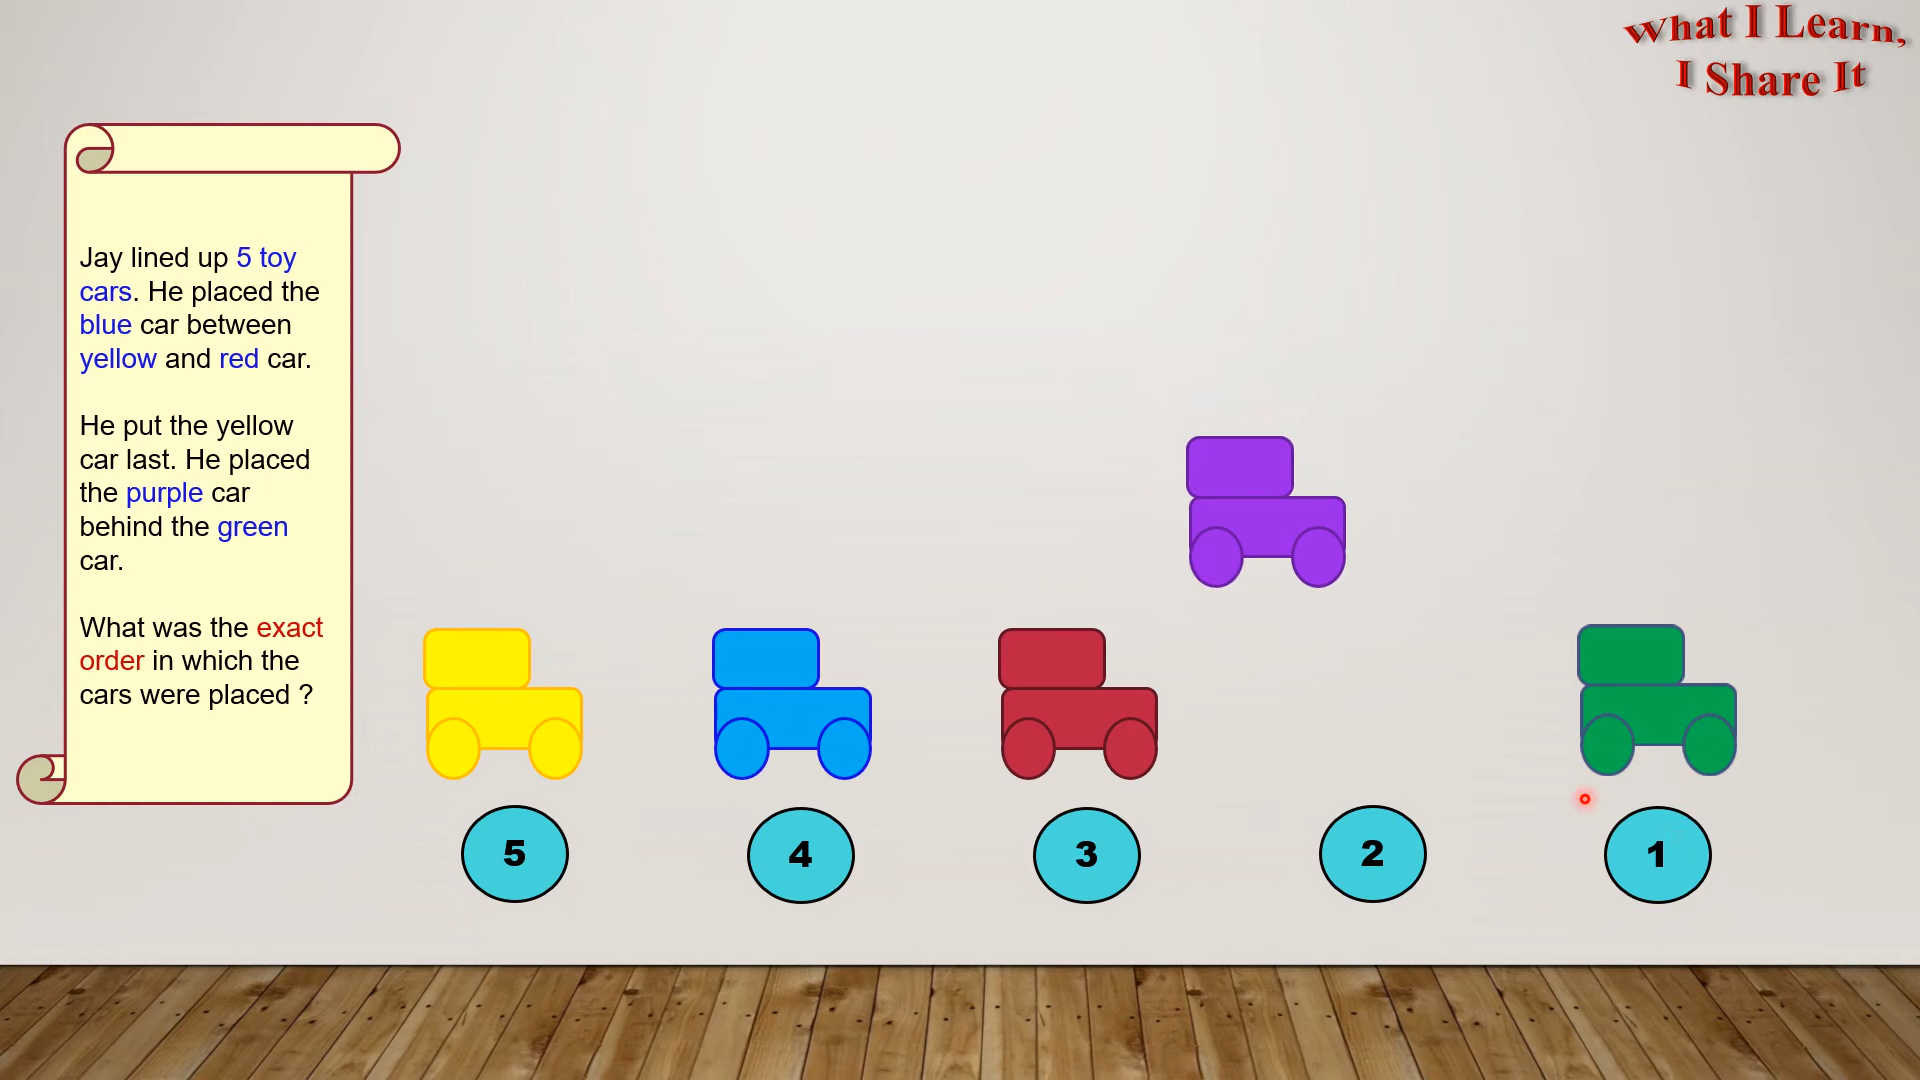 What I Learn,
I Share It
Jay lined up 5 toy
cars. He placed the
blue car between
yellow and red car.
He put the yellow
car last. He placed
the purple car
behind the green
car.
What was the exact
order in which the
cars were placed ?
5 4 3 2 1